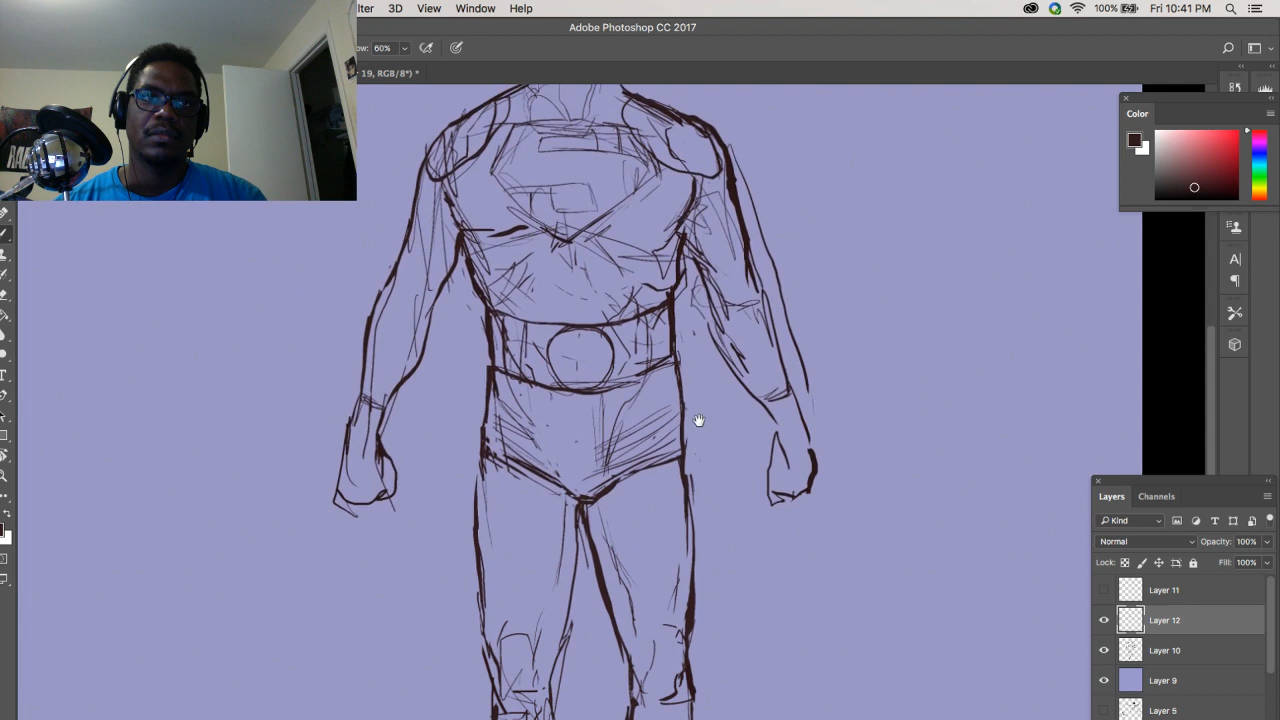 3D View Window Help
100% Fri 10:41 PM
Adobe Photoshop CC 2017
60%
19, RGB/8*) *
Color
Layers Channels
Kind
Normal Opacity: 100%
Lock: Fill: 100%
Layer 11
Layer 12
Layer 10
Layer 9
Layer 5